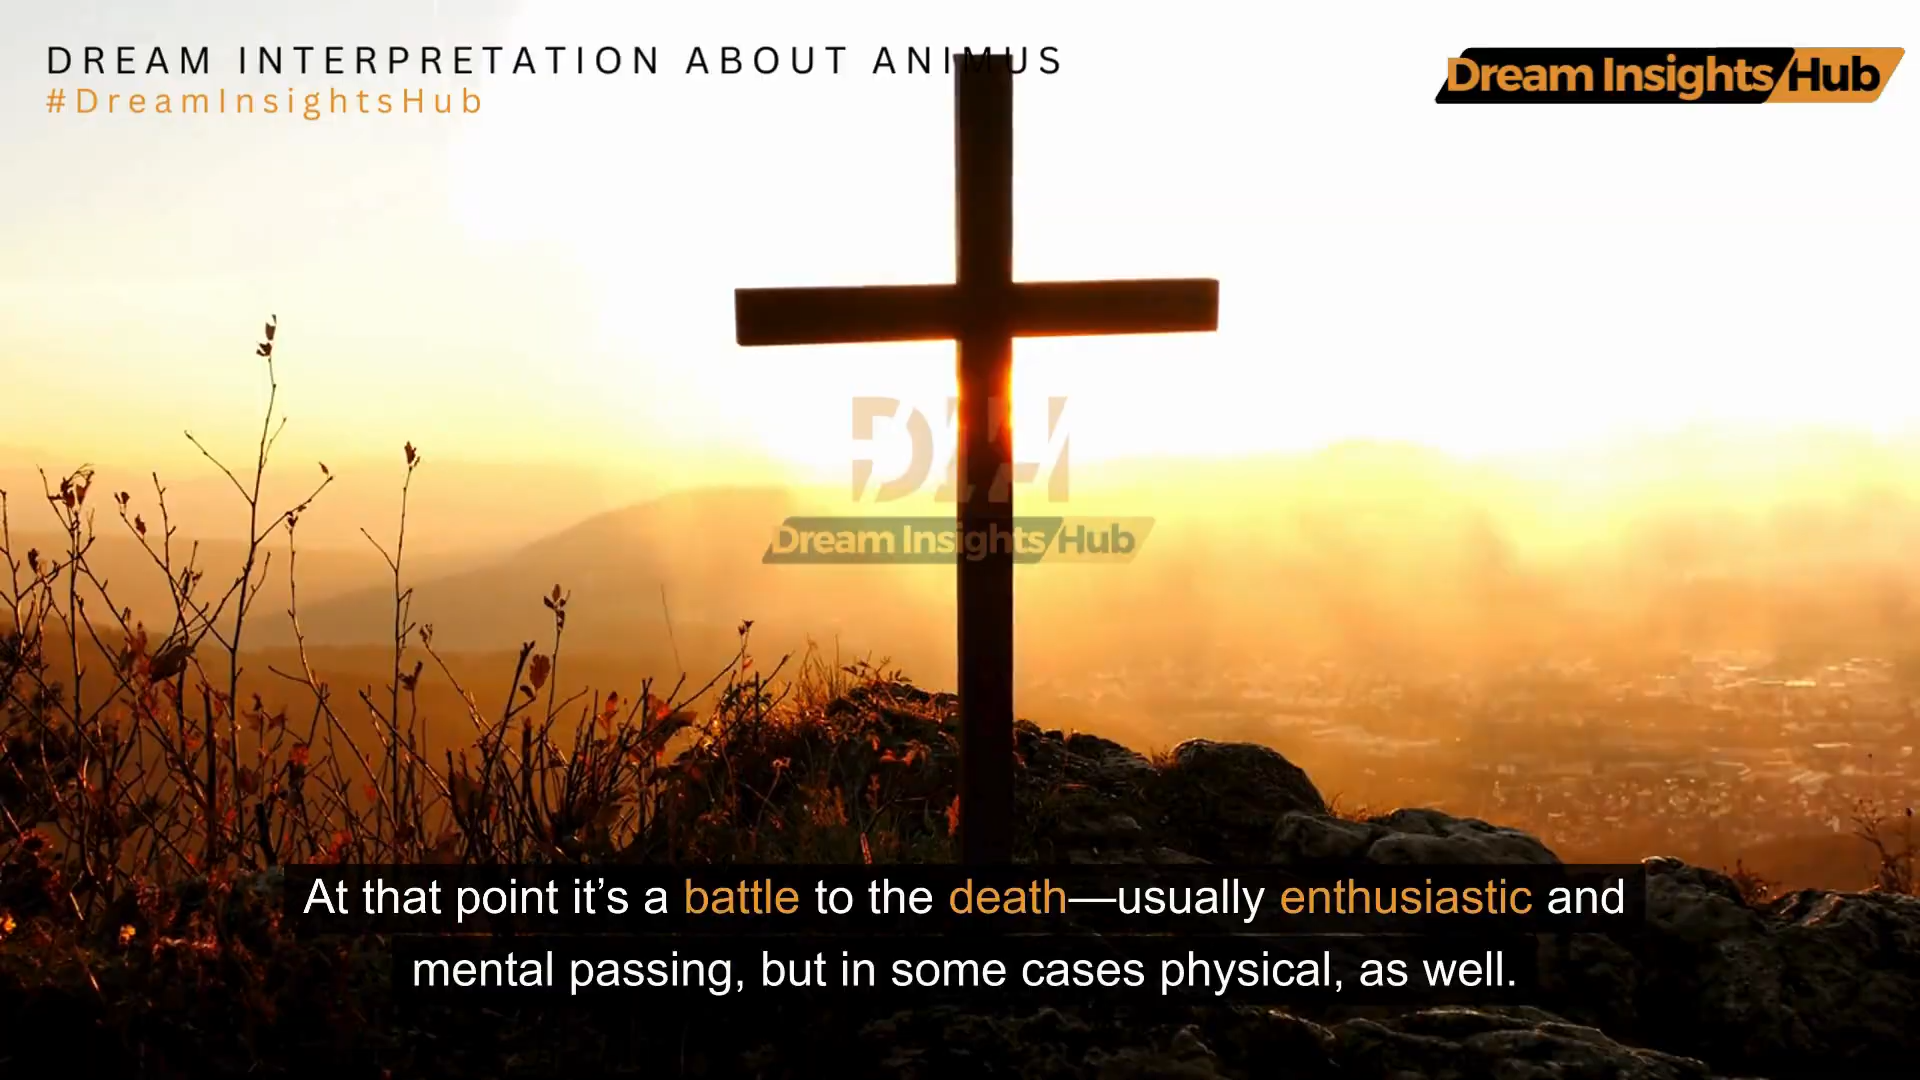 DREAM INTERPRETATION ABOUT ANIMUS
#DreamInsightsHub
Dream Insights Hub
DIH
Dream Insights Hub
At that point it’s a battle to the death—usually enthusiastic and
mental passing, but in some cases physical, as well.